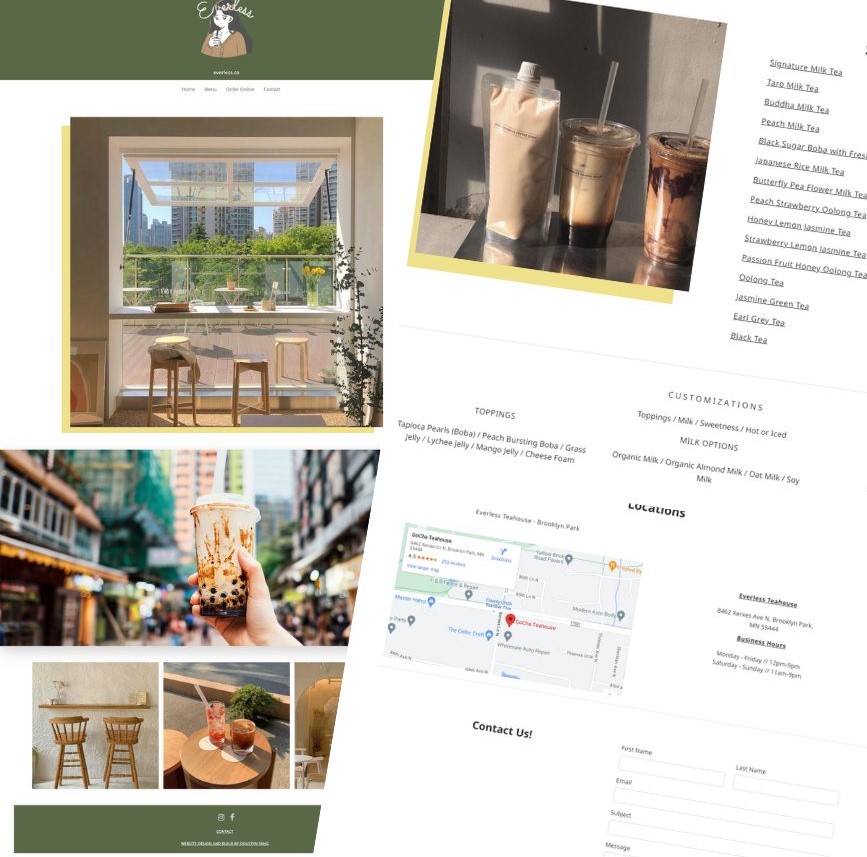 Everless
everless.co
Home Menu Order Online Contact
CONTACT
Signature Milk Tea
Taro Milk Tea
Buddha Milk Tea
Peach Milk Tea
Black Sugar Boba with Fresh
Japanese Rice Milk Tea
Butterfly Pea Flower Milk Tea
Peach Strawberry Oolong Tea
Honey Lemon Jasmine Tea
Strawberry Lemon Jasmine Tea
Passion Fruit Honey Oolong Tea
Oolong Tea
Jasmine Green Tea
Earl Grey Tea
Black Tea
TOPPINGS
Tapioca Pearls (Boba) / Peach Bursting Boba / Grass
Jelly / Lychee Jelly / Mango Jelly / Cheese Foam
CUSTOMIZATIONS
Toppings / Milk / Sweetness / Hot or Iced
MILK OPTIONS
Organic Milk / Organic Almond Milk / Oat Milk / Soy
Milk
Locations
Everless Teahouse - Brooklyn Park
GoCha Teahouse
8462 Xerxes Ave N, Brooklyn Park, MN
55444
4.5
Directions
View larger map
Modern Auto Body
The Celtic Croft
GoCha Teahouse
Wholesale Auto Repair
Everless Teahouse
8462 Xerxes Ave N, Brooklyn Park,
MN 55444
Business Hours
Monday - Friday // 12pm-9pm
Saturday - Sunday // 11am-9pm
Contact Us!
First Name
Last Name
Email
Subject
Message